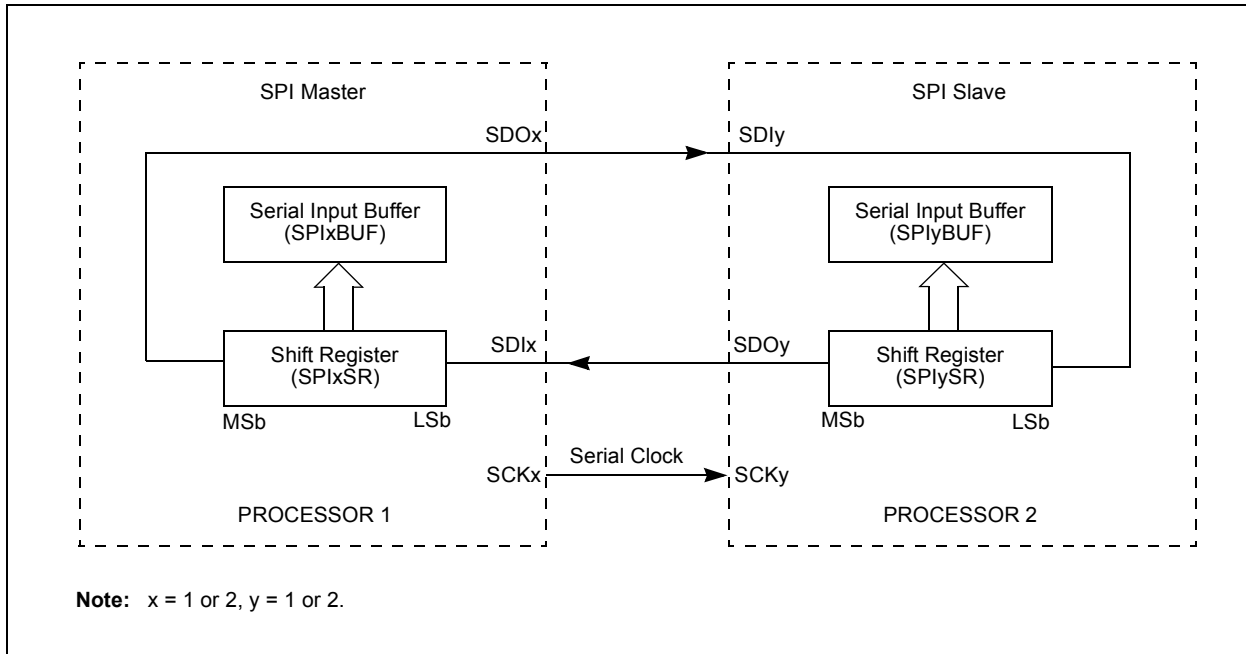 SPI Master
SPI Slave
SDOx
SDIy
Serial Input Buffer
(SPIxBUF)
Serial Input Buffer
(SPIyBUF)
Shift Register
(SPIxSR)
SDIx
SDOy
Shift Register
(SPIySR)
MSb
LSb
MSb
LSb
Serial Clock
SCKx
SCKy
PROCESSOR 1
PROCESSOR 2
Note: x = 1 or 2, y = 1 or 2.